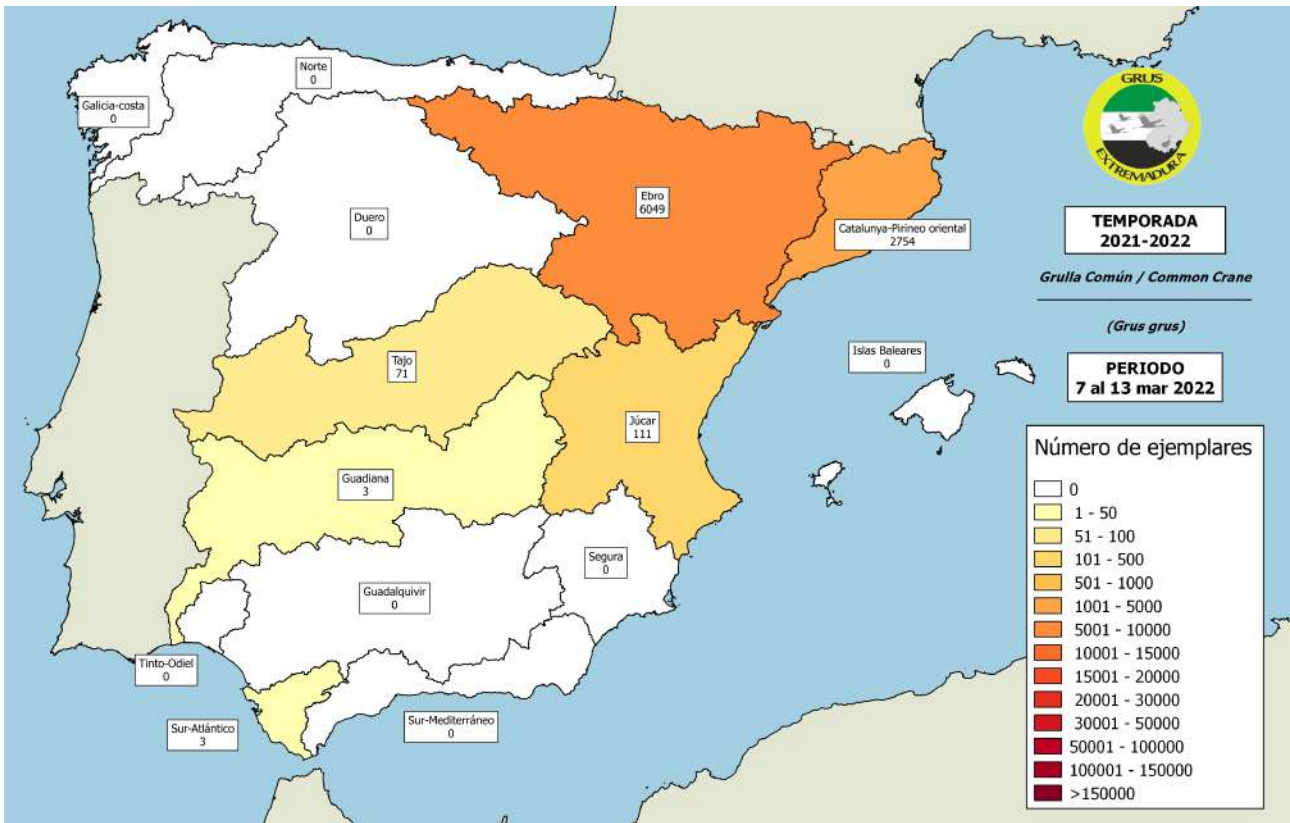 Norte
0
Galicia-costa
0
Duero
0
Ebro
6049
Catalunya-Pirineo oriental
2754
Tajo
71
Júcar
111
Guadiana
3
Segura
0
Guadalquivir
0
Tinto-Odiel
0
Sur-Atlántico
3
Sur-Mediterráneo
0
Islas Baleares
0
GRUS
EXTREMADURA
TEMPORADA
2021-2022
Grulla Común / Common Crane
(Grus grus)
PERIODO
7 al 13 mar 2022
Número de ejemplares
0
1 - 50
51 - 100
101 - 500
501 - 1000
1001 - 5000
5001 - 10000
10001 - 15000
15001 - 20000
20001 - 30000
30001 - 50000
50001 - 100000
100001 - 150000
>150000